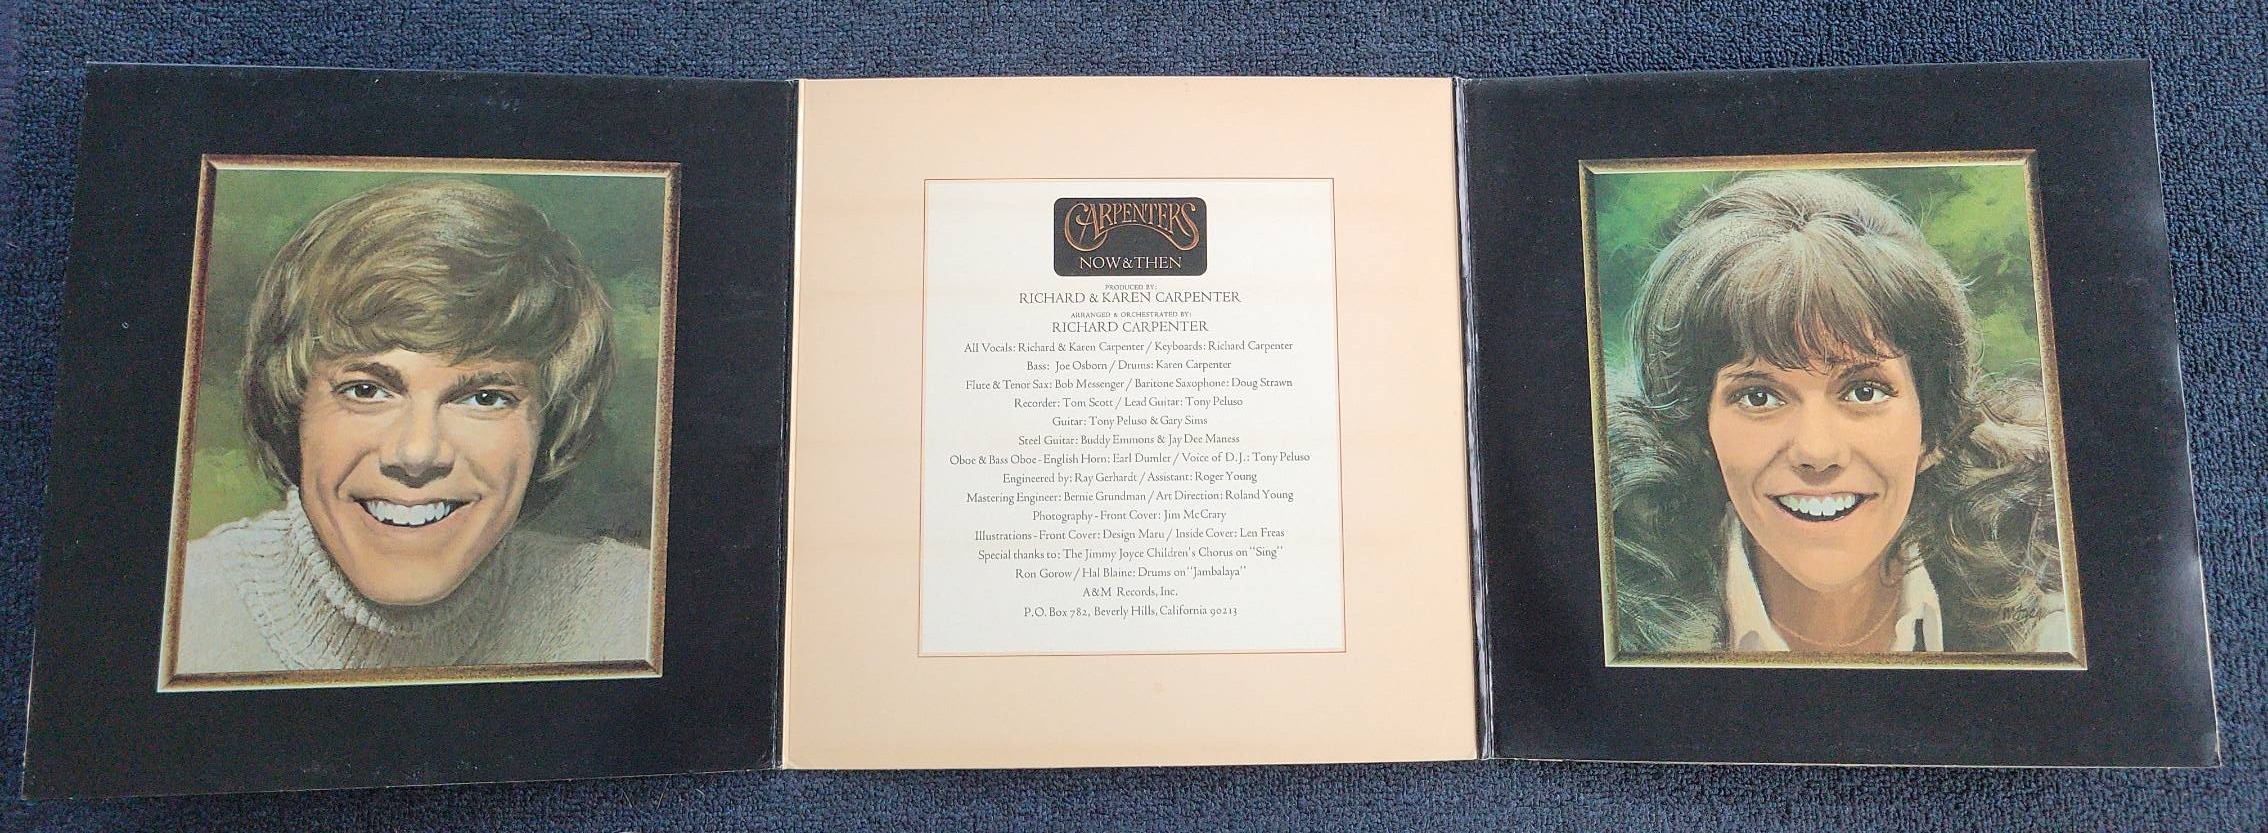 CARPENTERS
NOW & THEN
PRODUCED BY:
RICHARD & KAREN CARPENTER
ARRANGED & ORCHESTRATED BY:
RICHARD CARPENTER
All Vocals: Richard & Karen Carpenter / Keyboards: Richard Carpenter
Bass: Joe Osborn / Drums: Karen Carpenter
Flute & Tenor Sax: Bob Messenger / Baritone Saxophone: Doug Strawn
Recorder: Tom Scott / Lead Guitar: Tony Peluso
Guitar: Tony Peluso & Gary Sims
Steel Guitar: Buddy Emmons & Jay Dee Maness
Oboe & Bass Oboe - English Horn: Earl Dumler / Voice of D.J.: Tony Peluso
Engineered by: Ray Gerhardt / Assistant: Roger Young
Mastering Engineer: Bernie Grundman / Art Direction: Roland Young
Photography - Front Cover: Jim McCrary
Illustrations - Front Cover: Design Maru / Inside Cover: Len Freas
Special thanks to: The Jimmy Joyce Children's Chorus on "Sing"
Ron Gorow / Hal Blaine: Drums on "Jambalaya"
A&M Records, Inc.
P.O. Box 782, Beverly Hills, California 90213